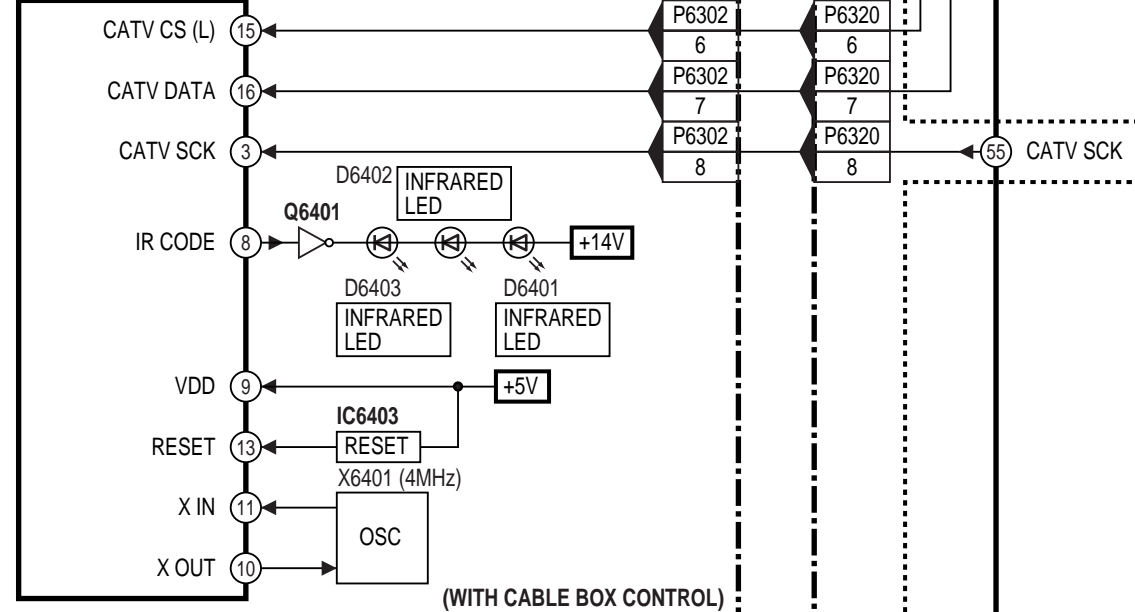 CATV CS (L) 15 P6302 P6320
6 6
CATV DATA 16 P6302 P6320
7 7
CATV SCK 3 P6302 P6320 55 CATV SCK
8 8
D6402 INFRARED
LED
Q6401
IR CODE 8 +14V
D6403 D6401
INFRARED INFRARED
LED LED
VDD 9 +5V
IC6403
RESET 13 RESET
X6401 (4MHz)
X IN 11
OSC
X OUT 10
(WITH CABLE BOX CONTROL)